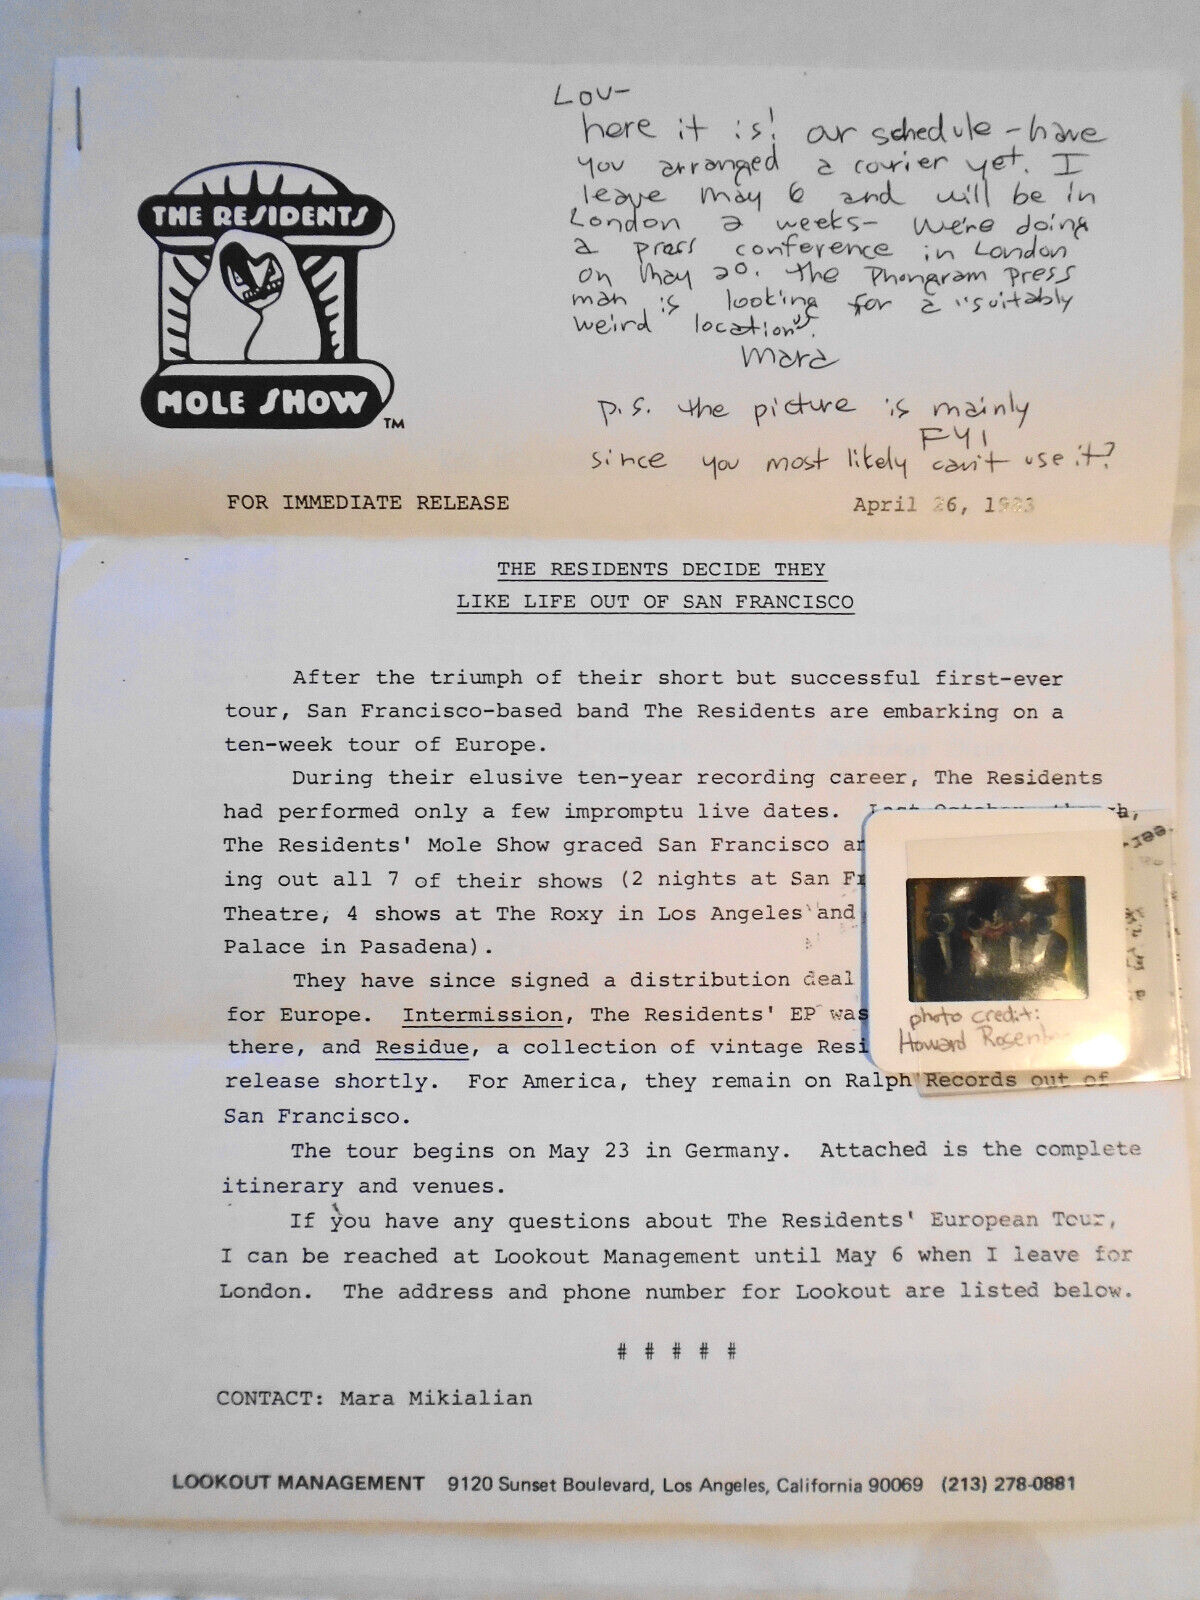 Lou-
here it is! our schedule - have
you arranged a courier yet. I
leave May 6 and will be in
London 2 weeks- We're doing
a press conference in London
on May 20. the Phongram press
man is looking for a "suitably
weird location".
Mara
p.s. the picture is mainly
FYI
since you most likely can't use it?
THE RESIDENTS
MOLE SHOW
TM
FOR IMMEDIATE RELEASE April 26, 1983
THE RESIDENTS DECIDE THEY
LIKE LIFE OUT OF SAN FRANCISCO
After the triumph of their short but successful first-ever
tour, San Francisco-based band The Residents are embarking on a
ten-week tour of Europe.
During their elusive ten-year recording career, The Residents
had performed only a few impromptu live dates. Last October, though,
The Residents' Mole Show graced San Francisco
ing out all 7 of their shows (2 nights at San
Theatre, 4 shows at The Roxy in Los Angeles and
Palace in Pasadena).
They have since signed a distribution deal
for Europe. Intermission, The Residents' EP was
there, and Residue, a collection of vintage
release shortly. For America, they remain on Ralph Records out of
San Francisco.
The tour begins on May 23 in Germany. Attached is the complete
itinerary and venues.
If you have any questions about The Residents' European Tour,
I can be reached at Lookout Management until May 6 when I leave for
London. The address and phone number for Lookout are listed below.
# # # # #
CONTACT: Mara Mikialian
LOOKOUT MANAGEMENT 9120 Sunset Boulevard, Los Angeles, California 90069 (213) 278-0881
photo credit:
Howard